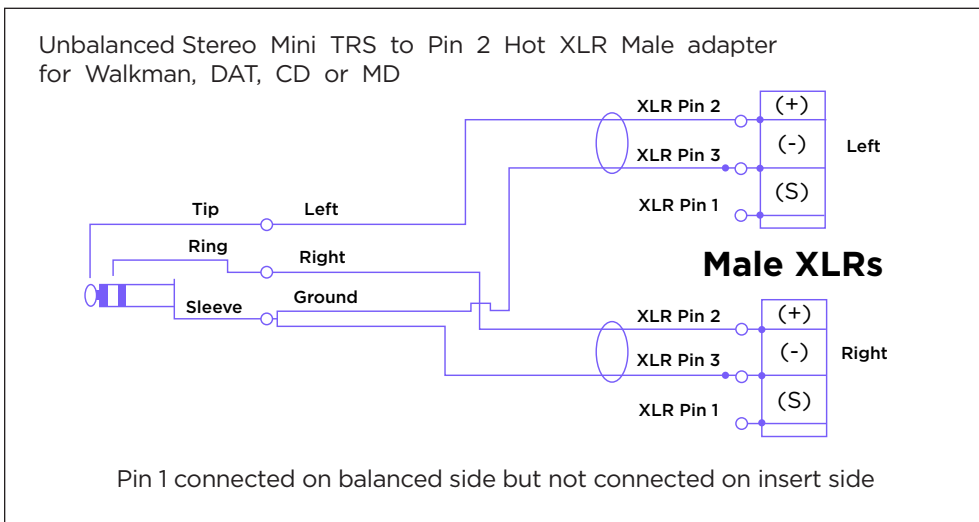 Unbalanced Stereo Mini TRS to Pin 2 Hot XLR Male adapter
for Walkman, DAT, CD or MD
XLR Pin 2
(+)
XLR Pin 3
(-)
Left
XLR Pin 1
(S)
Tip
Left
Ring
Right
Male XLRs
Sleeve
Ground
XLR Pin 2
(+)
XLR Pin 3
(-)
Right
XLR Pin 1
(S)
Pin 1 connected on balanced side but not connected on insert side